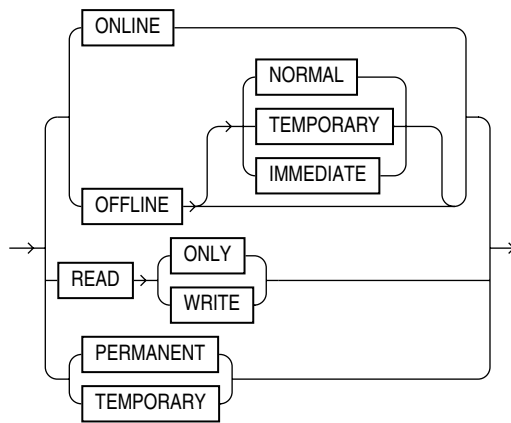 ONLINE
NORMAL
TEMPORARY
IMMEDIATE
OFFLINE
READ
ONLY
WRITE
PERMANENT
TEMPORARY